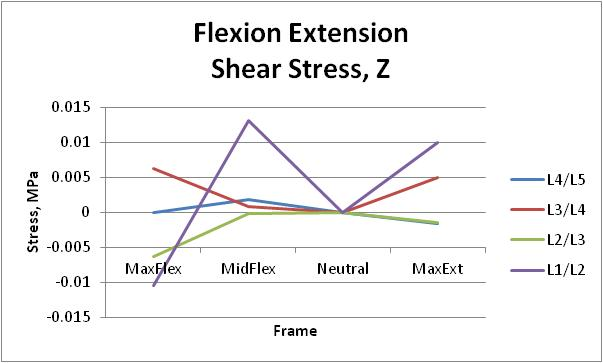 Flexion Extension
Shear Stress, Z
0.015
0.01
0.005
0
-0.005
-0.01
-0.015
Stress, MPa
MaxFlex MidFlex Neutral MaxExt
Frame
L4/L5
L3/L4
L2/L3
L1/L2